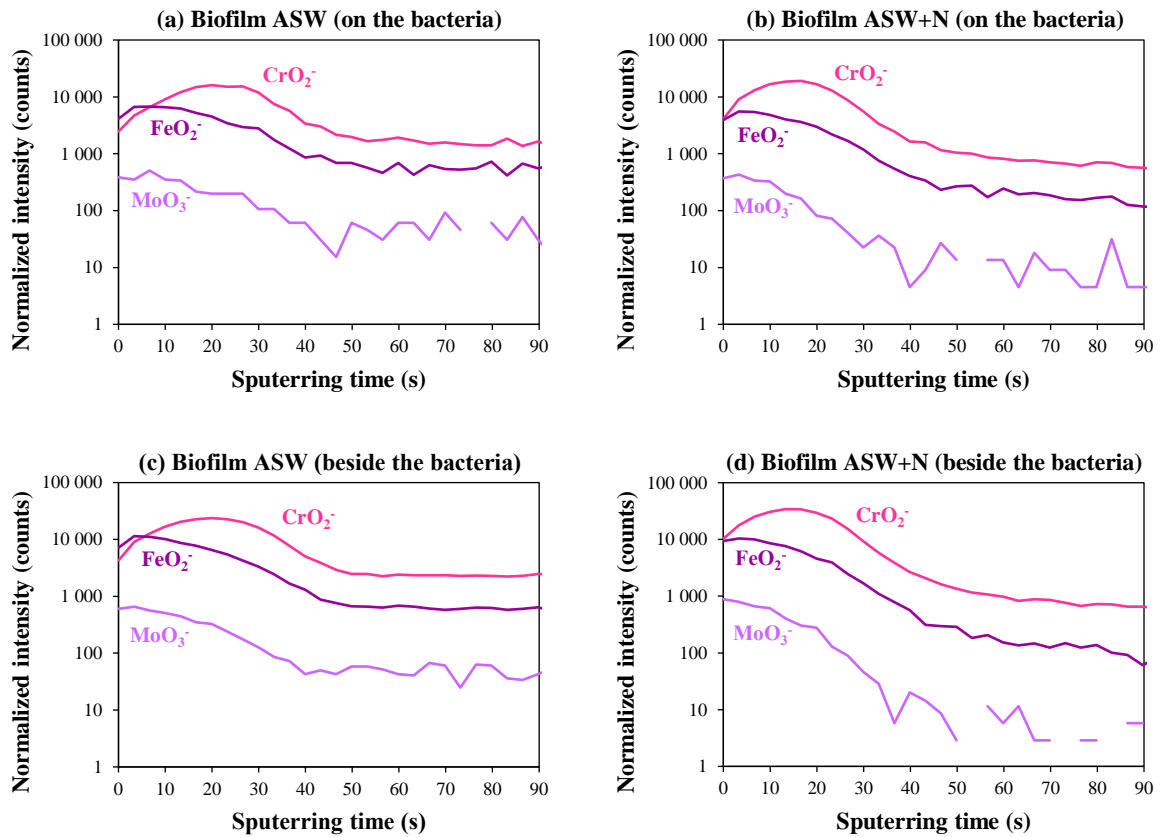 (a) Biofilm ASW (on the bacteria)
Normalized intensity (counts)
100 000
10 000
1 000
100
10
1
CrO₂⁻
FeO₂⁻
MoO₃⁻
0 10 20 30 40 50 60 70 80 90
Sputerring time (s)
(b) Biofilm ASW+N (on the bacteria)
Normalized intensity (counts)
100 000
10 000
1 000
100
10
1
CrO₂⁻
FeO₂⁻
MoO₃⁻
0 10 20 30 40 50 60 70 80 90
Sputtering time (s)
(c) Biofilm ASW (beside the bacteria)
Normalized intensity (counts)
100 000
10 000
1 000
100
10
1
CrO₂⁻
FeO₂⁻
MoO₃⁻
0 10 20 30 40 50 60 70 80 90
Sputerring time (s)
(d) Biofilm ASW+N (beside the bacteria)
Normalized intensity (counts)
100 000
10 000
1 000
100
10
1
CrO₂⁻
FeO₂⁻
MoO₃⁻
0 10 20 30 40 50 60 70 80 90
Sputerring time (s)